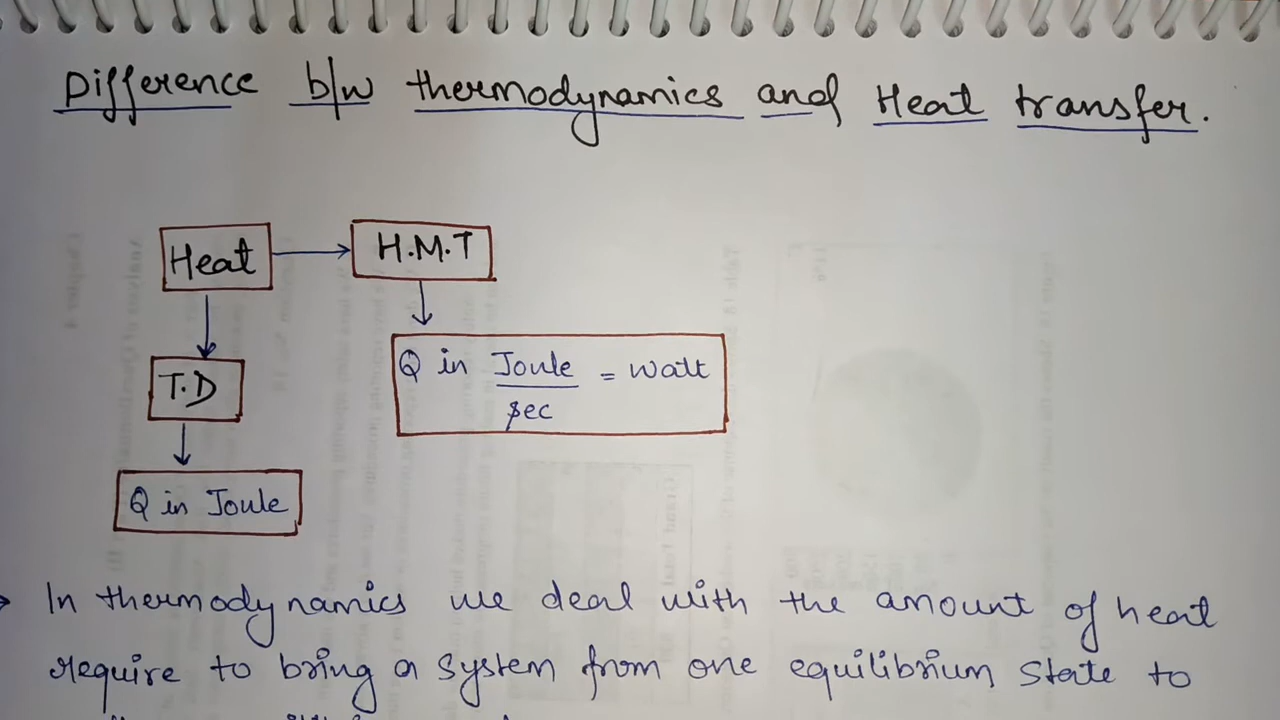 Difference b/w thermodynamics and Heat transfer.
Heat
H.M.T
T.D
Q in Joule/sec = watt
Q in Joule
In thermodynamics we deal with the amount of heat
require to bring a system from one equilibrium state to